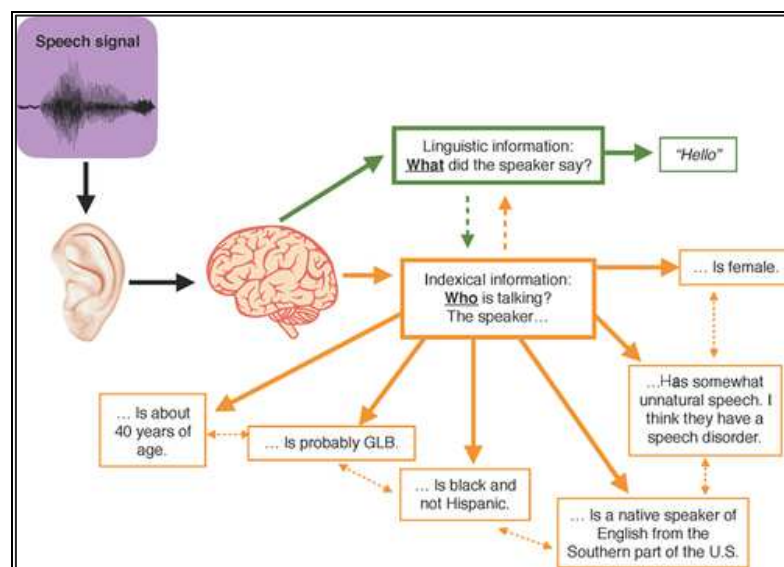 Speech signal
Linguistic information:
What did the speaker say?
"Hello"
Indexical information:
Who is talking?
The speaker…
… Is female.
…Has somewhat
unnatural speech. I
think they have a
speech disorder.
… Is about
40 years of
age.
… Is probably GLB.
… Is black and
not Hispanic.
… Is a native speaker of
English from the
Southern part of the U.S.